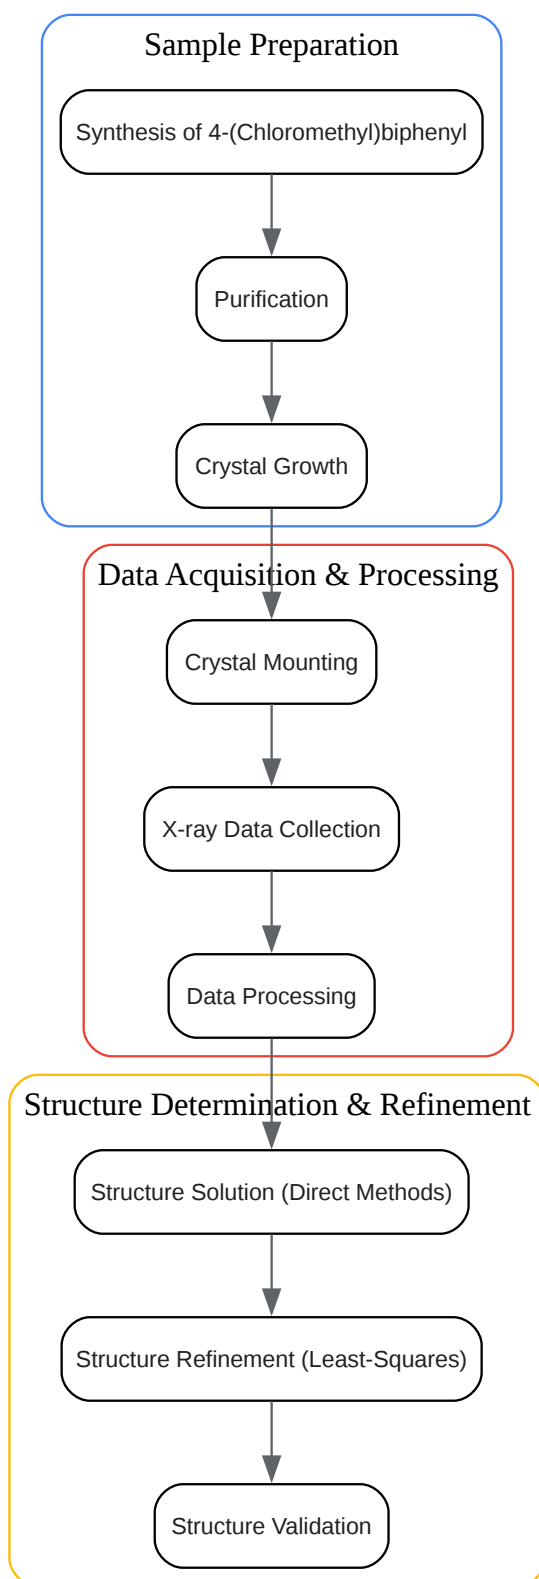 Sample Preparation
Synthesis of 4-(Chloromethyl)biphenyl
Purification
Crystal Growth
Data Acquisition & Processing
Crystal Mounting
X-ray Data Collection
Data Processing
Structure Determination & Refinement
Structure Solution (Direct Methods)
Structure Refinement (Least-Squares)
Structure Validation